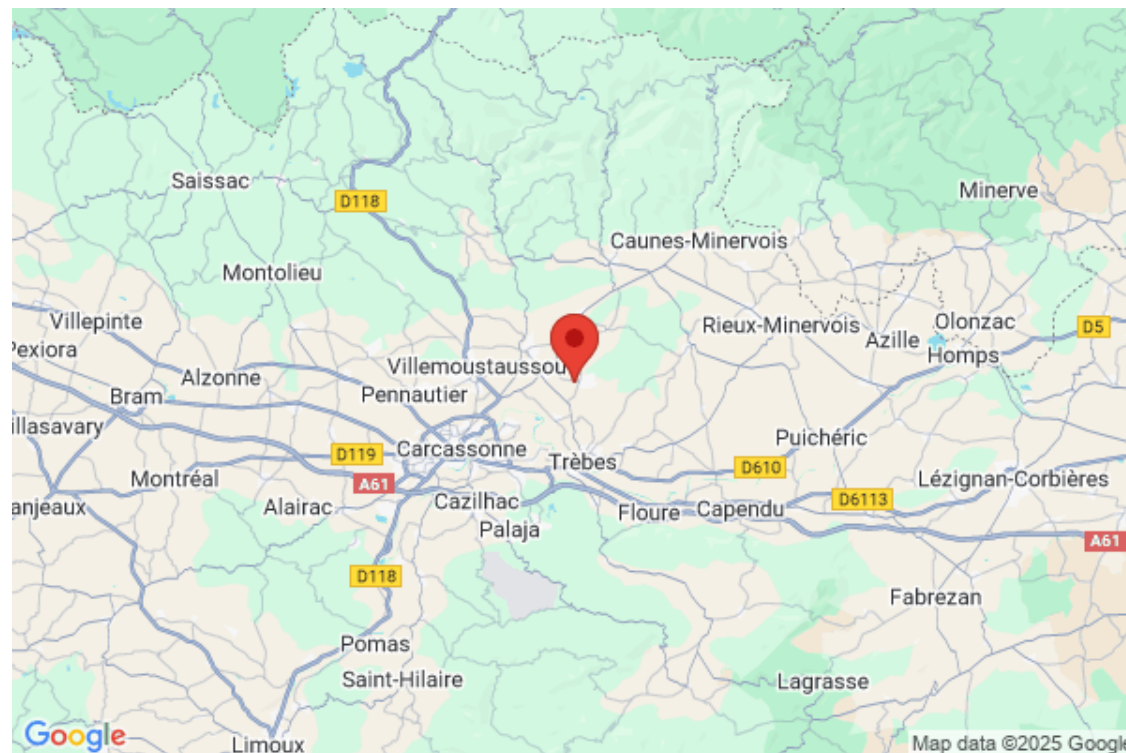 Saissac
Minerve
D118
Caunes-Minervois
Montolieu
Villepinte
Rieux-Minervois
Olonzac
D5
Azille
Pexiora
Homps
Villemoustaussou
Alzonne
Pennautier
Bram
illasavary
Puichéric
Carcassonne
D119
Trèbes
D610
Montréal
A61
Lézignan-Corbières
Cazilhac
D6113
anjeaux
Alairac
Floure
Capendu
Palaja
A61
D118
Fabrezan
Pomas
Saint-Hilaire
Lagrasse
Google
Limoux
Map data ©2025 Google